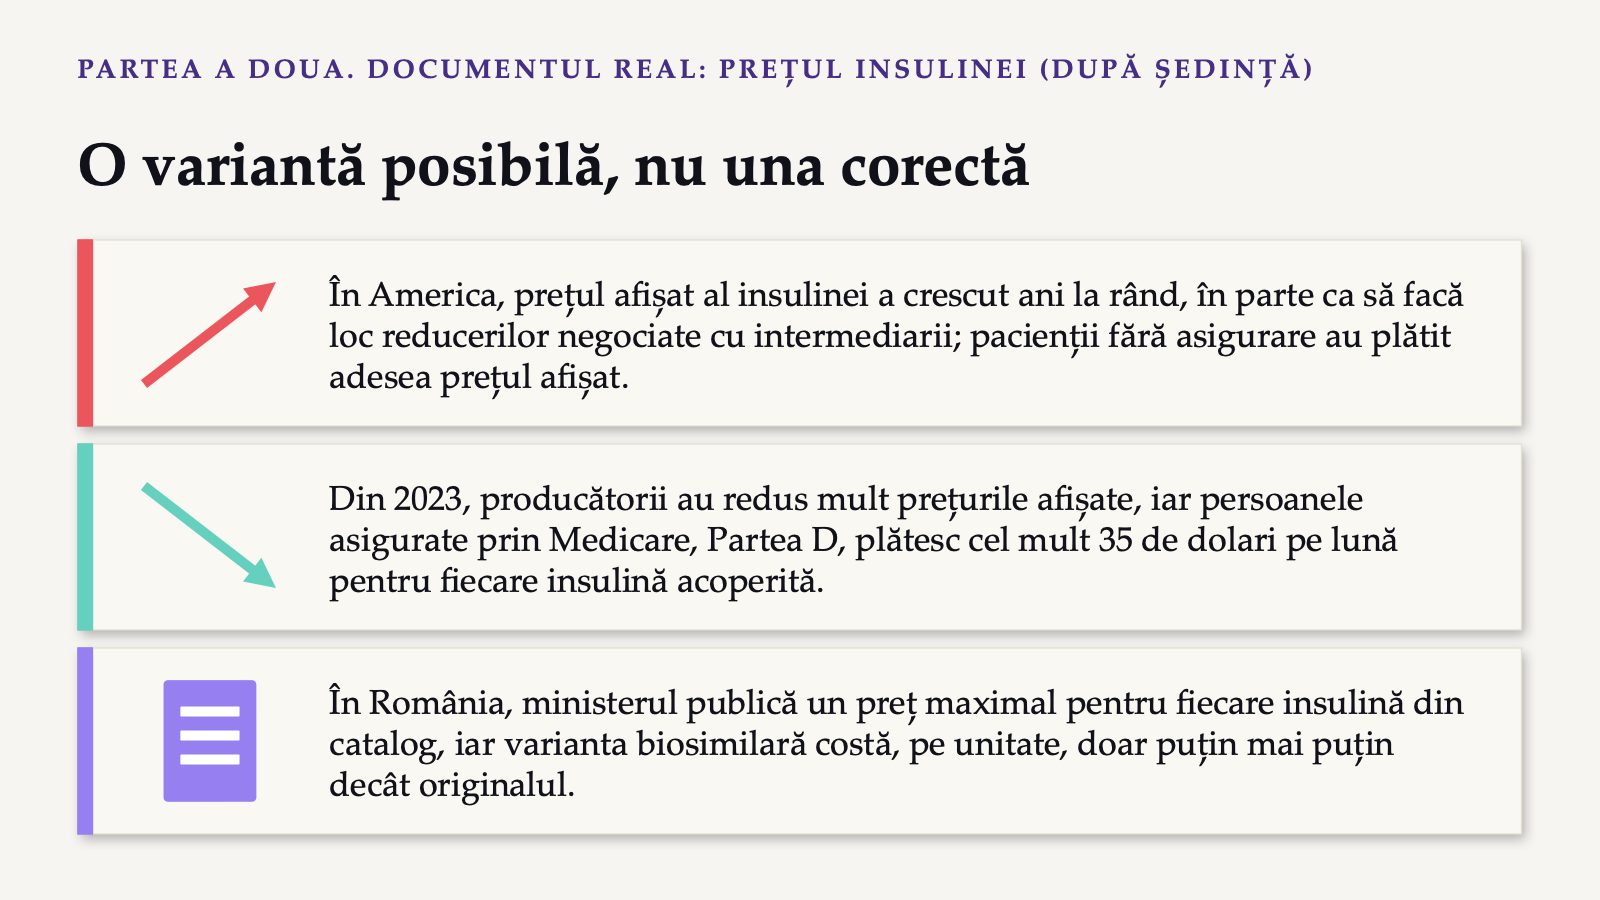 PARTEA A DOUA. DOCUMENTUL REAL: PREȚUL INSULINEI (DUPĂ ȘEDINȚĂ)
O variantă posibilă, nu una corectă
În America, prețul afișat al insulinei a crescut ani la rând, în parte ca să facă
loc reducerilor negociate cu intermediarii; pacienții fără asigurare au plătit
adesea prețul afișat.
Din 2023, producătorii au redus mult prețurile afișate, iar persoanele
asigurate prin Medicare, Partea D, plătesc cel mult 35 de dolari pe lună
pentru fiecare insulină acoperită.
În România, ministerul publică un preț maximal pentru fiecare insulină din
catalog, iar varianta biosimilară costă, pe unitate, doar puțin mai puțin
decât originalul.